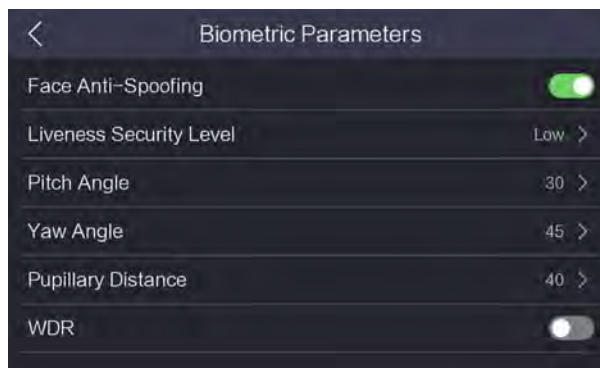 Biometric Parameters
Face Anti-Spoofing
Liveness Security Level Low
Pitch Angle 30
Yaw Angle 45
Pupillary Distance 40
WDR